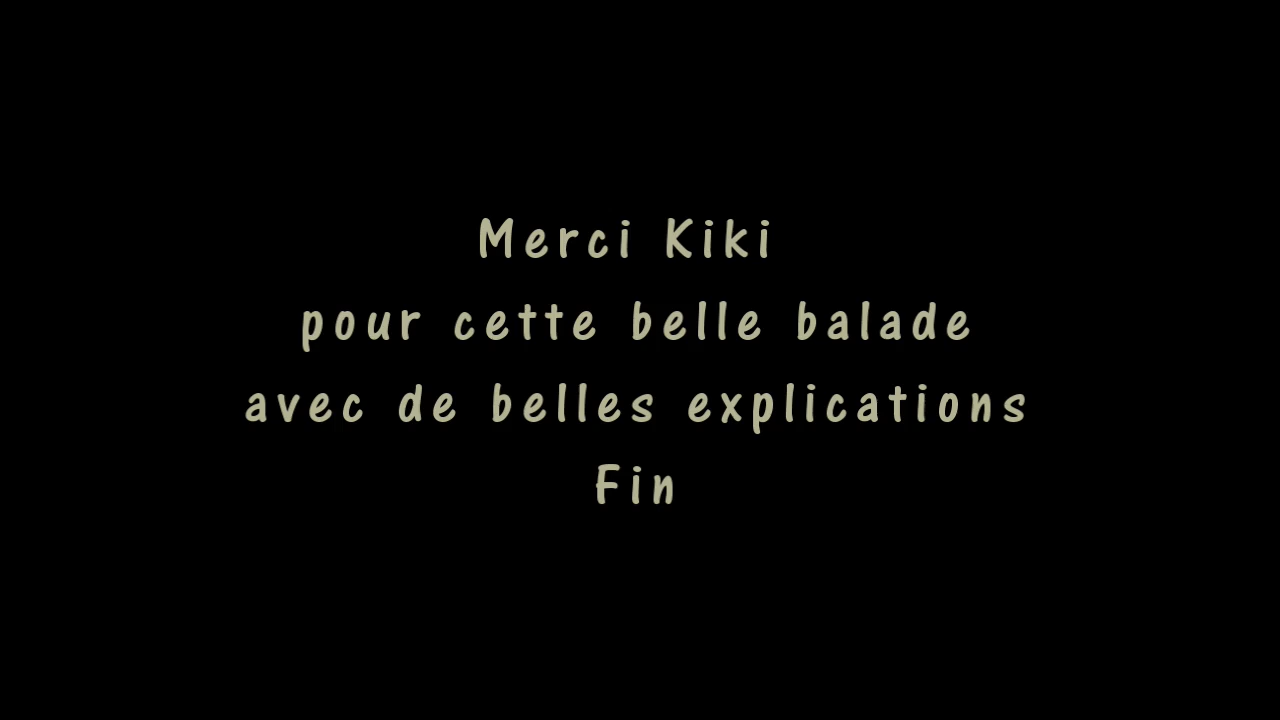 Merci Kiki
pour cette belle balade
avec de belles explications
Fin